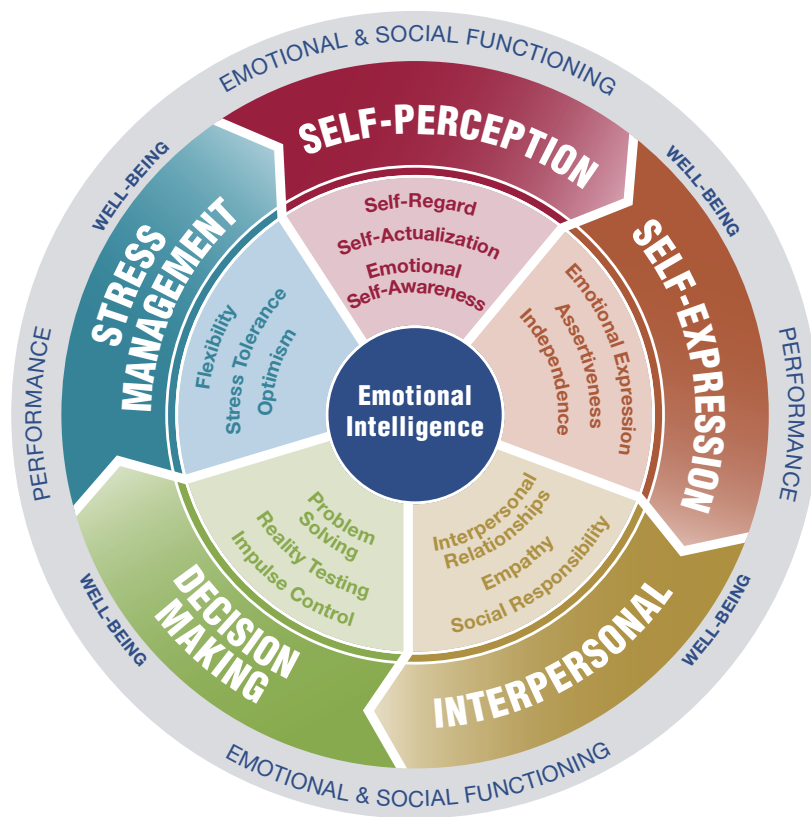 EMOTIONAL & SOCIAL FUNCTIONING
WELL-BEING
WELL-BEING
PERFORMANCE
PERFORMANCE
WELL-BEING
WELL-BEING
EMOTIONAL & SOCIAL FUNCTIONING
SELF-PERCEPTION
Self-Regard
Self-Actualization
Emotional
Self-Awareness
SELF-EXPRESSION
Emotional Expression
Assertiveness
Independence
INTERPERSONAL
Interpersonal
Relationships
Empathy
Social Responsibility
DECISION
MAKING
Problem
Solving
Reality Testing
Impulse Control
STRESS
MANAGEMENT
Flexibility
Stress Tolerance
Optimism
Emotional
Intelligence